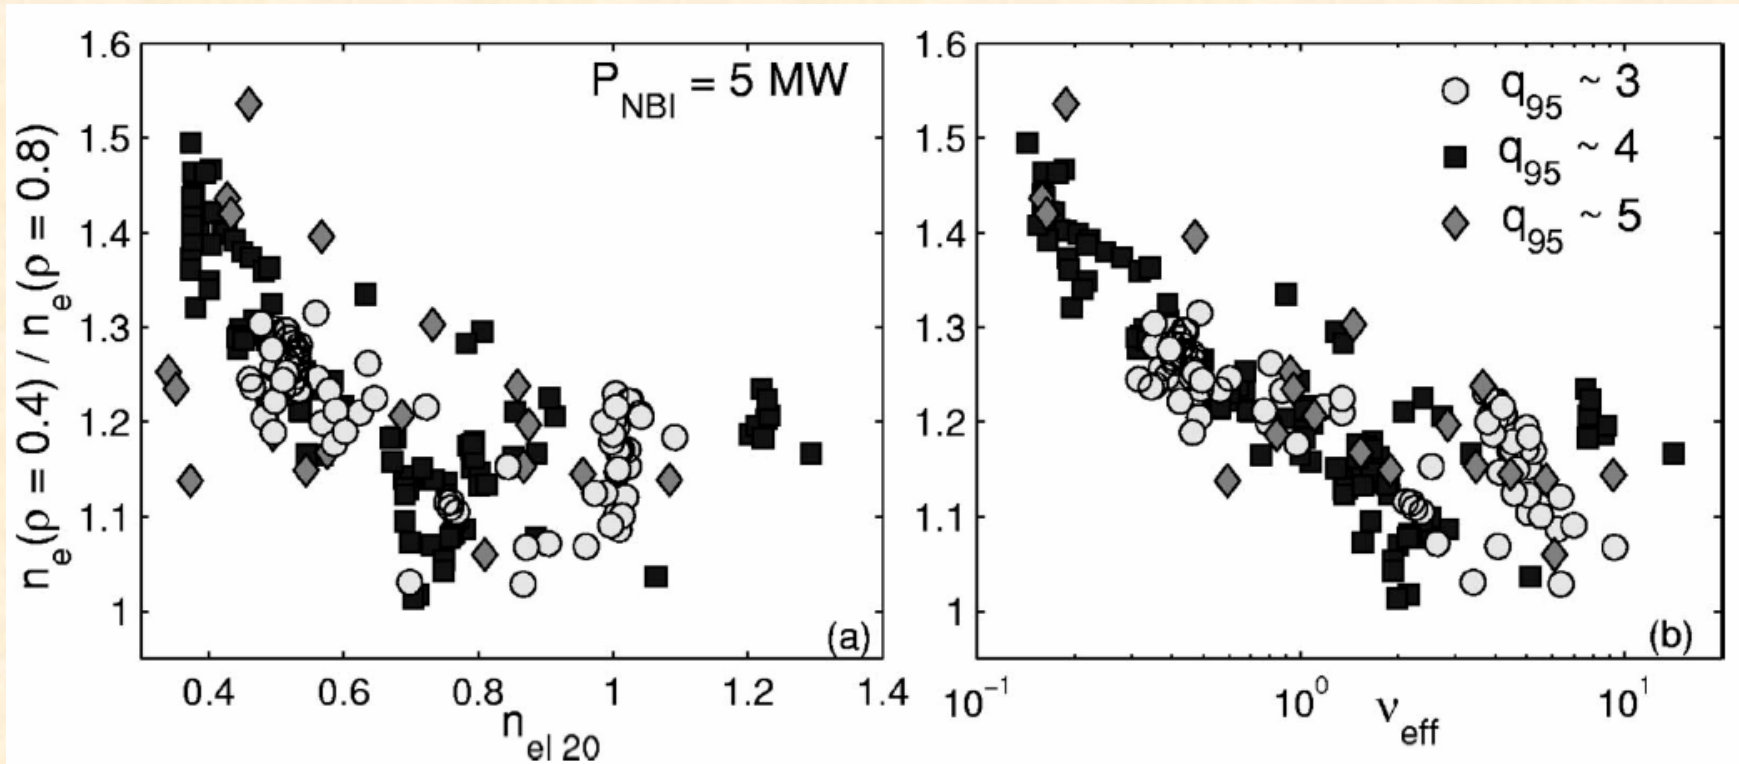 P_NBI = 5 MW
n_e(ρ = 0.4) / n_e(ρ = 0.8)
1.6
1.5
1.4
1.3
1.2
1.1
1
0.4 0.6 0.8 1 1.2 1.4
n_el 20
(a)
1.6
1.5
1.4
1.3
1.2
1.1
1
q_95 ~ 3
q_95 ~ 4
q_95 ~ 5
10^-1 10^0 10^1
ν_eff
(b)